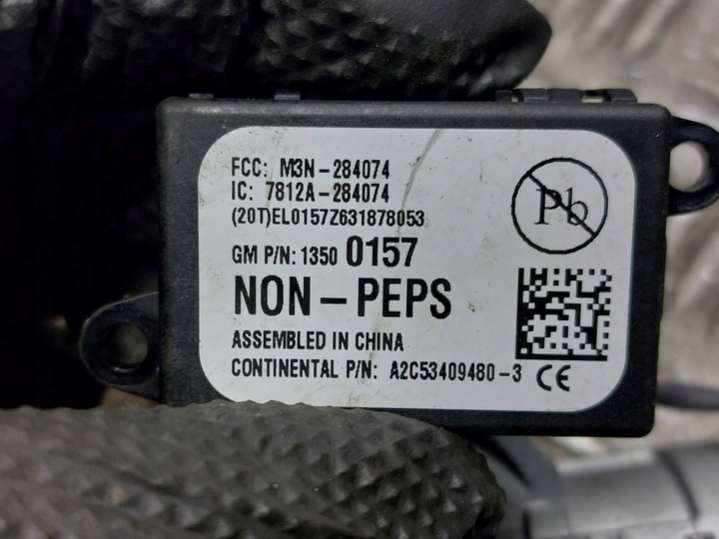 FCC: M3N-284074
IC: 7812A-284074
(20T)EL0157Z631878053
GM P/N: 1350 0157
NON-PEPS
ASSEMBLED IN CHINA
CONTINENTAL P/N: A2C53409480-3 CE
Pb